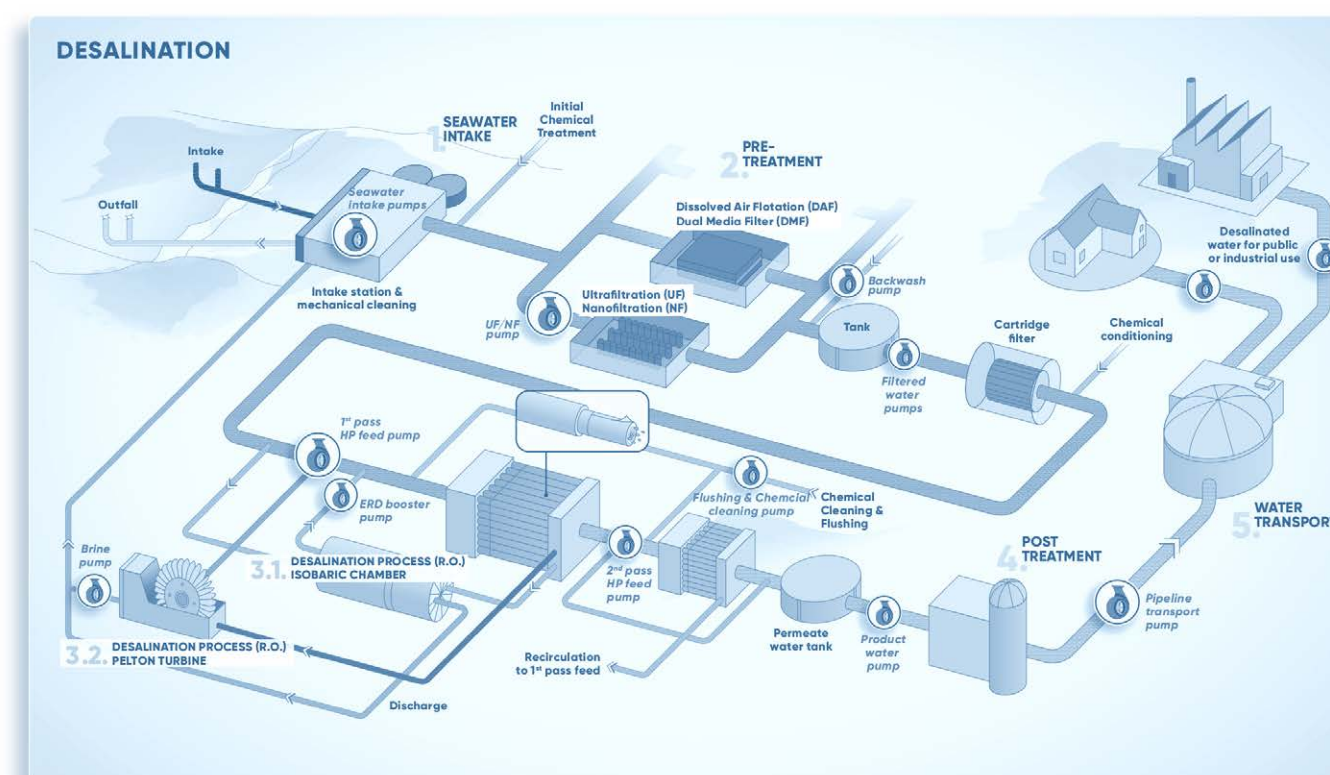 DESALINATION
1. SEAWATER
INTAKE
Initial
Chemical
Treatment
Intake
Outfall
Seawater
intake pumps
Intake station &
mechanical cleaning
2. PRE-
TREATMENT
Dissolved Air Flotation (DAF)
Dual Media Filter (DMF)
Ultrafiltration (UF)
Nanofiltration (NF)
UF/NF
pump
Backwash
pump
Tank
Filtered
water
pumps
Cartridge
filter
Chemical
conditioning
Desalinated
water for public
or industrial use
1st pass
HP feed pump
ERD booster
pump
Flushing & Chemcial
cleaning pump
Chemical
Cleaning &
Flushing
3.1. DESALINATION PROCESS (R.O.)
ISOBARIC CHAMBER
Brine
pump
3.2. DESALINATION PROCESS (R.O.)
PELTON TURBINE
2nd pass
HP feed
pump
Recirculation
to 1st pass feed
Discharge
Permeate
water tank
Product
water
pump
4. POST
TREATMENT
Pipeline
transport
pump
5. WATER
TRANSPORT